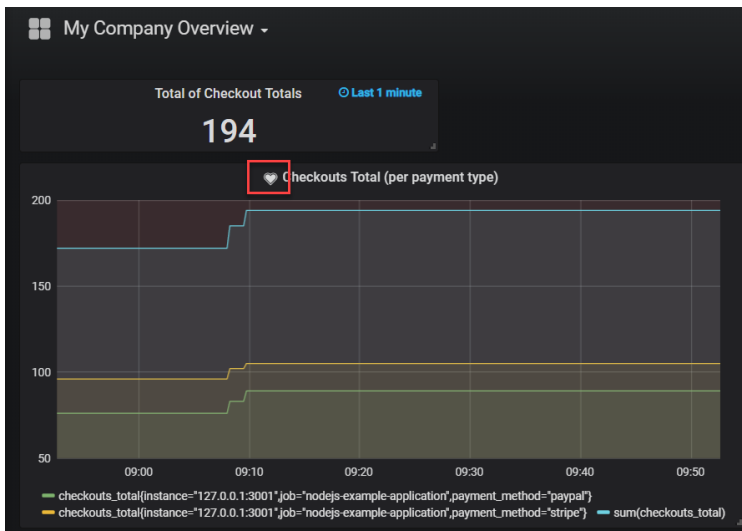 My Company Overview
Total of Checkout Totals Last 1 minute
194
Checkouts Total (per payment type)
200
150
100
50
09:00 09:10 09:20 09:30 09:40 09:50
checkouts_total{instance="127.0.0.1:3001",job="nodejs-example-application",payment_method="paypal"}
checkouts_total{instance="127.0.0.1:3001",job="nodejs-example-application",payment_method="stripe"} sum(checkouts_total)